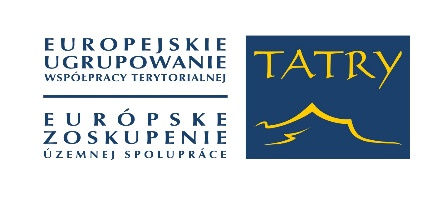 EUROPEJSKIE
UGRUPOWANIE
WSPÓŁPRACY TERYTORIALNEJ
EURÓPSKE
ZOSKUPENIE
ÚZEMNEJ SPOLUPRÁCE
TATRY